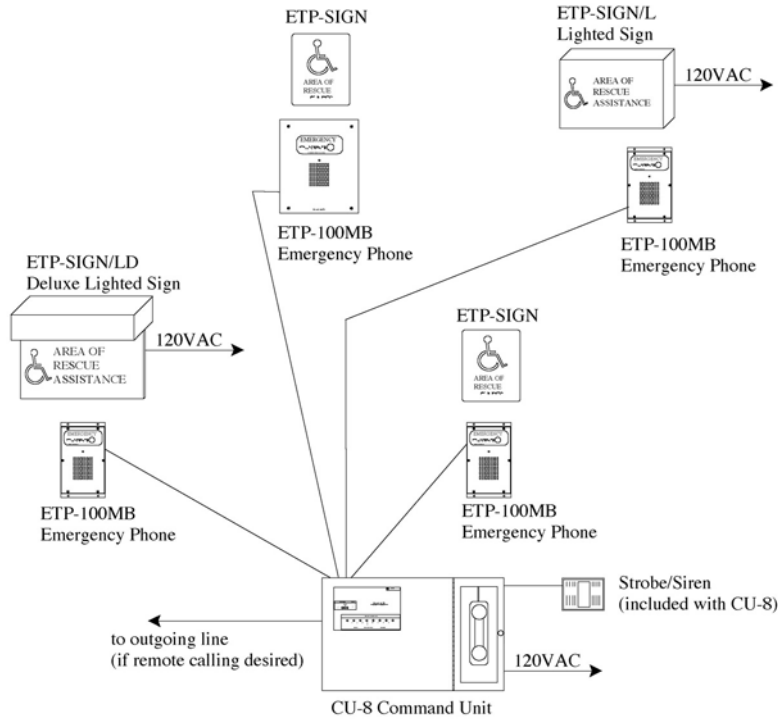 ETP-SIGN
AREA OF
RESCUE
ETP-SIGN/L
Lighted Sign
AREA OF
RESCUE
ASSISTANCE
120VAC
EMERGENCY
ETP-100MB
Emergency Phone
EMERGENCY
ETP-100MB
Emergency Phone
ETP-SIGN/LD
Deluxe Lighted Sign
AREA OF
RESCUE
ASSISTANCE
120VAC
ETP-SIGN
AREA OF
RESCUE
EMERGENCY
ETP-100MB
Emergency Phone
EMERGENCY
ETP-100MB
Emergency Phone
Strobe/Siren
(included with CU-8)
to outgoing line
(if remote calling desired)
120VAC
CU-8 Command Unit